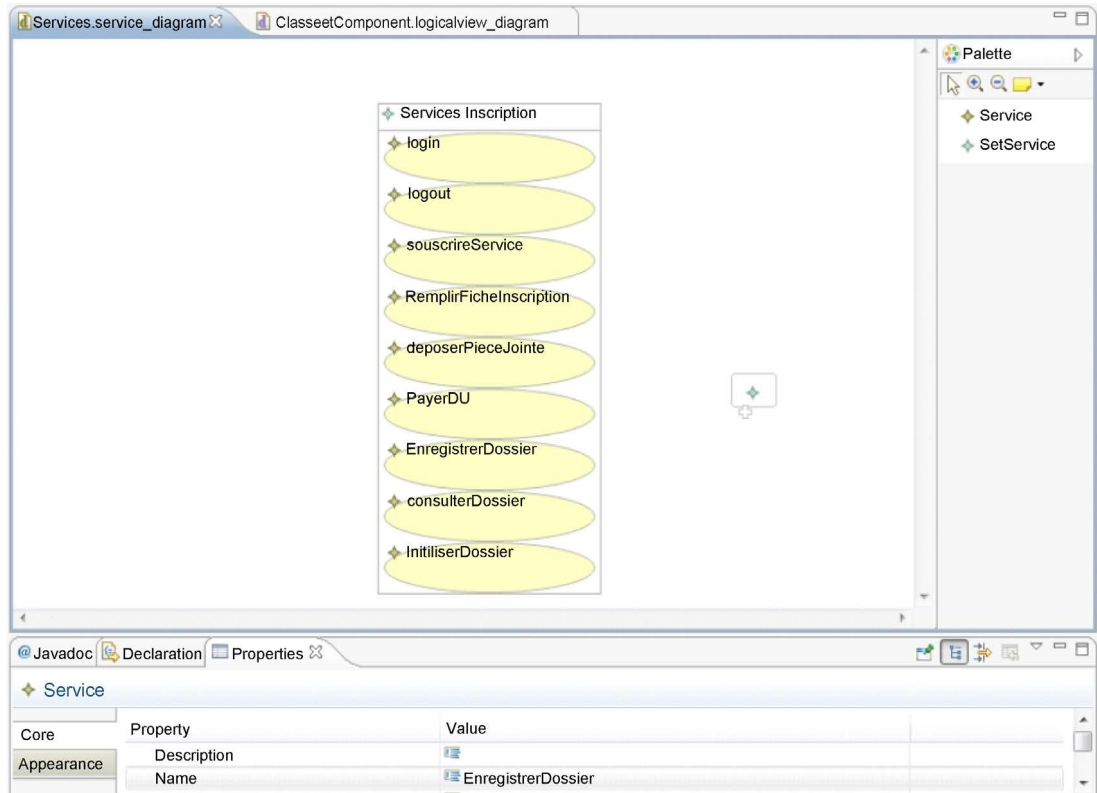 Services.service_diagram
ClasseetComponent.logicalview_diagram
Palette
Service
SetService
Services Inscription
login
logout
souscrireService
RemplirFicheInscription
deposerPieceJointe
PayerDU
EnregistrerDossier
consulterDossier
InitiliserDossier
@ Javadoc Declaration Properties
Service
Core
Appearance
Property Value
Description
Name EnregistrerDossier